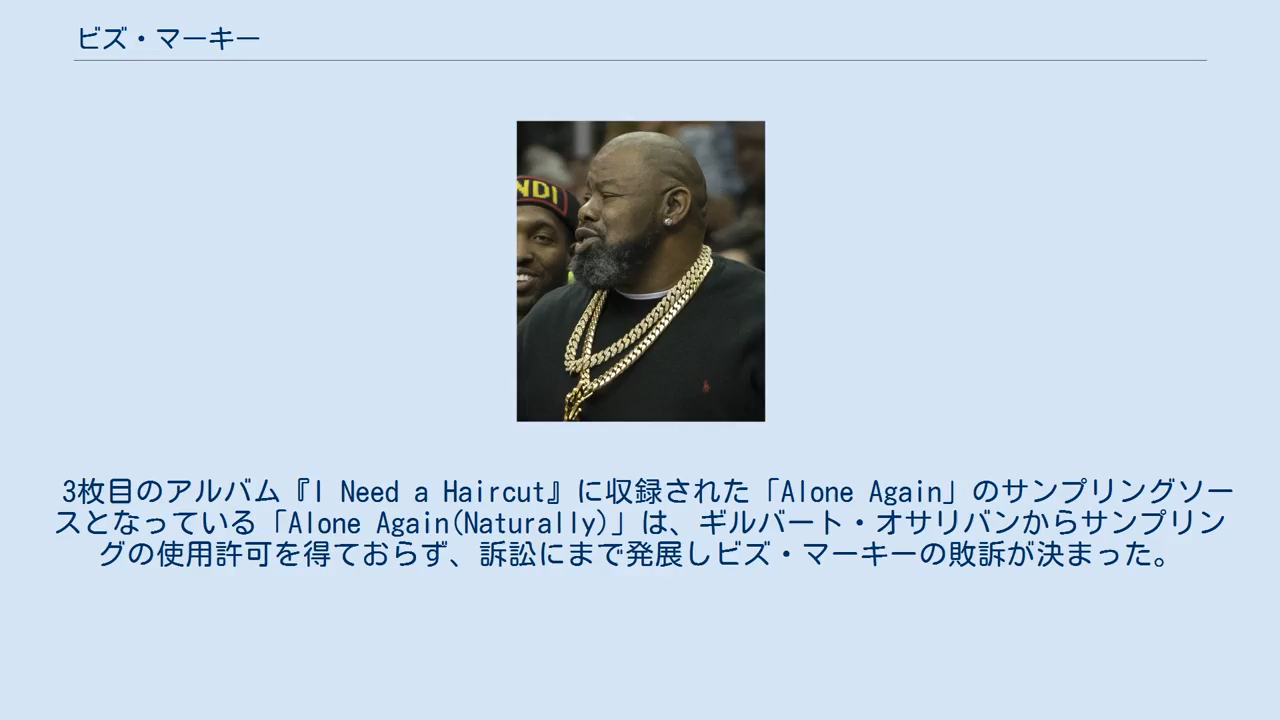 ビズ・マーキー
NDI
3枚目のアルバム『I Need a Haircut』に収録された「Alone Again」のサンプリングソー
スとなっている「Alone Again(Naturally)」は、ギルバート・オサリバンからサンプリン
グの使用許可を得ておらず、訴訟にまで発展しビズ・マーキーの敗訴が決まった。